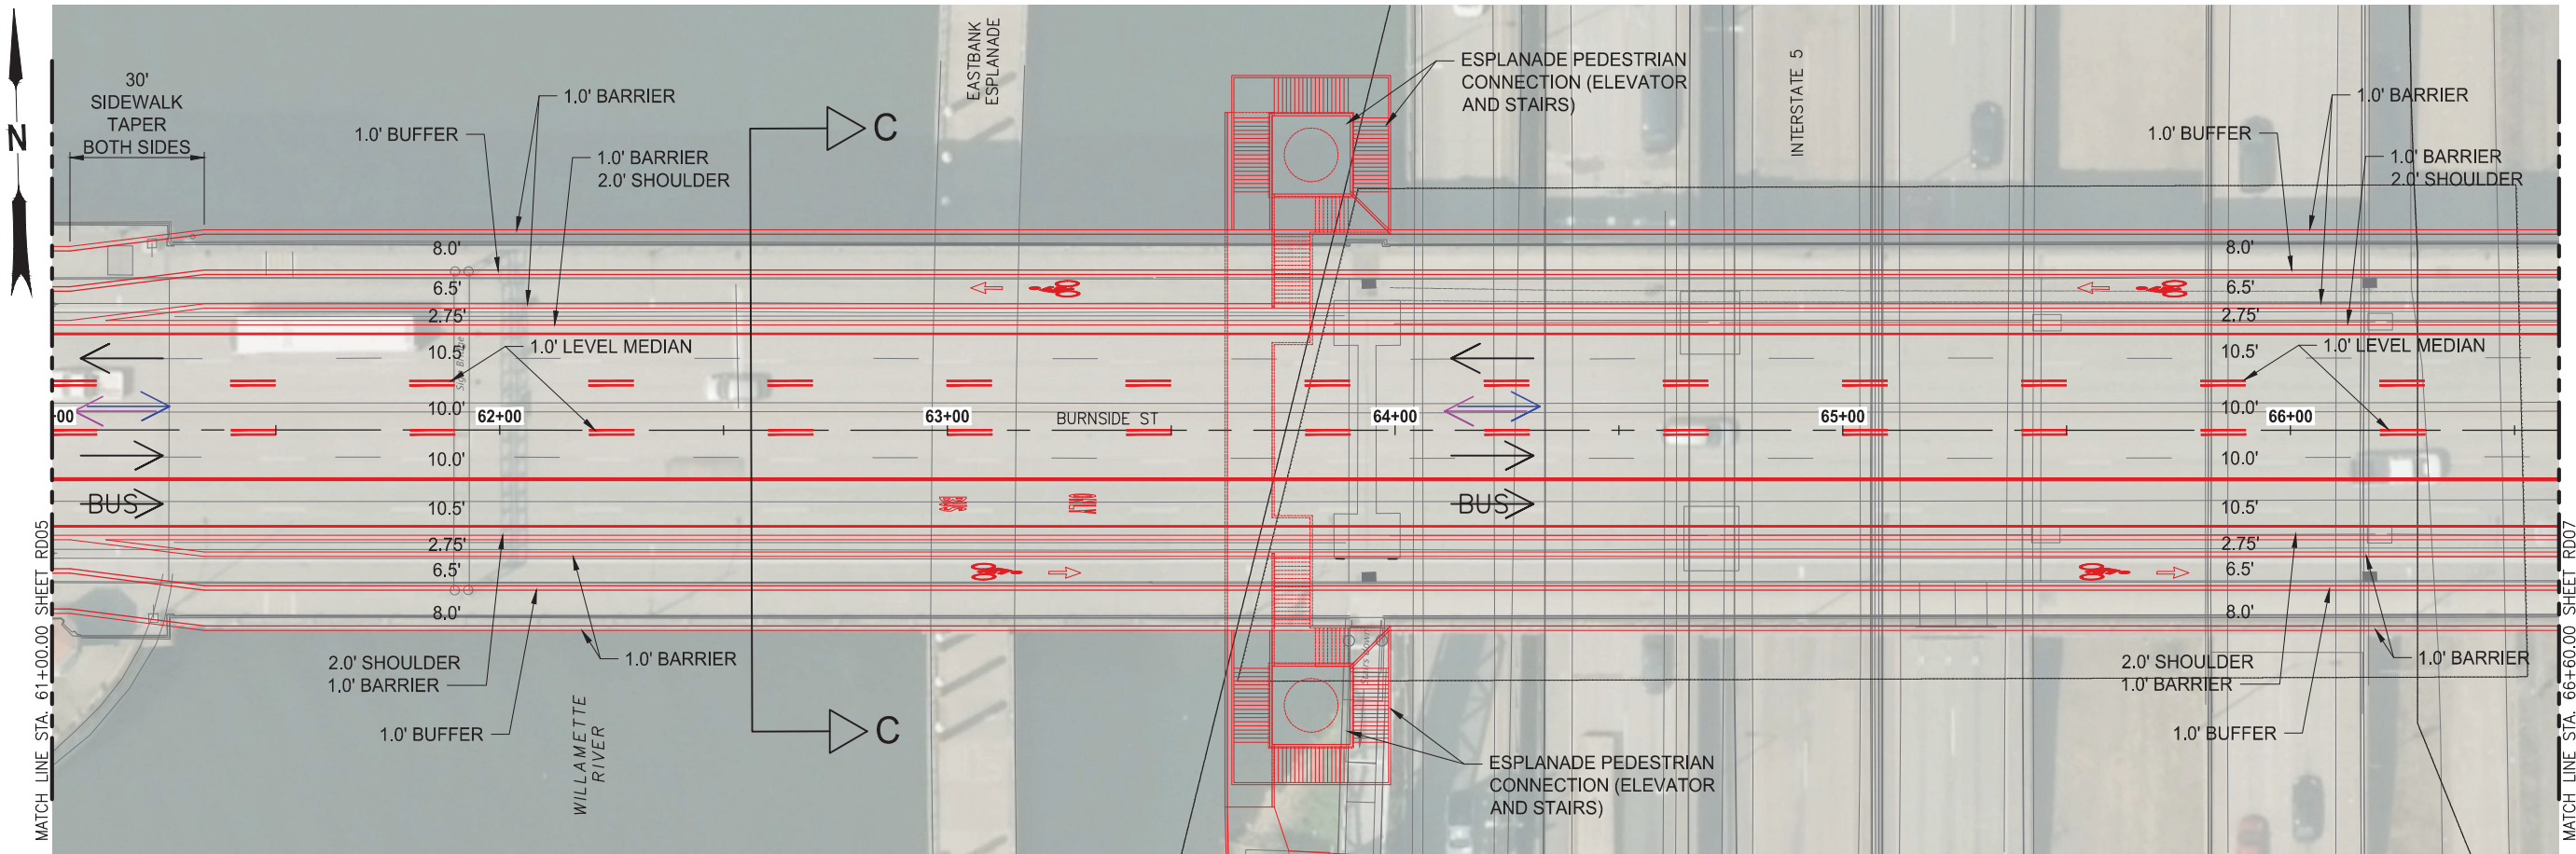 N
30'
SIDEWALK
TAPER
BOTH SIDES
1.0' BUFFER
1.0' BARRIER
1.0' BARRIER
2.0' SHOULDER
C
EASTBANK
ESPLANADE
ESPLANADE PEDESTRIAN
CONNECTION (ELEVATOR
AND STAIRS)
INTERSTATE 5
1.0' BUFFER
1.0' BARRIER
1.0' BARRIER
2.0' SHOULDER
8.0'
8.0'
6.5'
6.5'
2.75'
2.75'
10.5'
10.5'
1.0' LEVEL MEDIAN
1.0' LEVEL MEDIAN
Sign Bridge
10.0'
10.0'
+00
62+00
63+00
BURNSIDE ST
64+00
65+00
66+00
10.0'
10.0'
BUS
10.5'
BUS
ONLY
BUS
10.5'
2.75'
2.75'
6.5'
6.5'
8.0'
8.0'
2.0' SHOULDER
1.0' BARRIER
1.0' BARRIER
1.0' BUFFER
WILLAMETTE
RIVER
C
Stairs Down
ESPLANADE PEDESTRIAN
CONNECTION (ELEVATOR
AND STAIRS)
2.0' SHOULDER
1.0' BARRIER
1.0' BARRIER
1.0' BUFFER
MATCH LINE STA. 61+00.00 SHEET RD05
MATCH LINE STA. 66+60.00 SHEET RD07